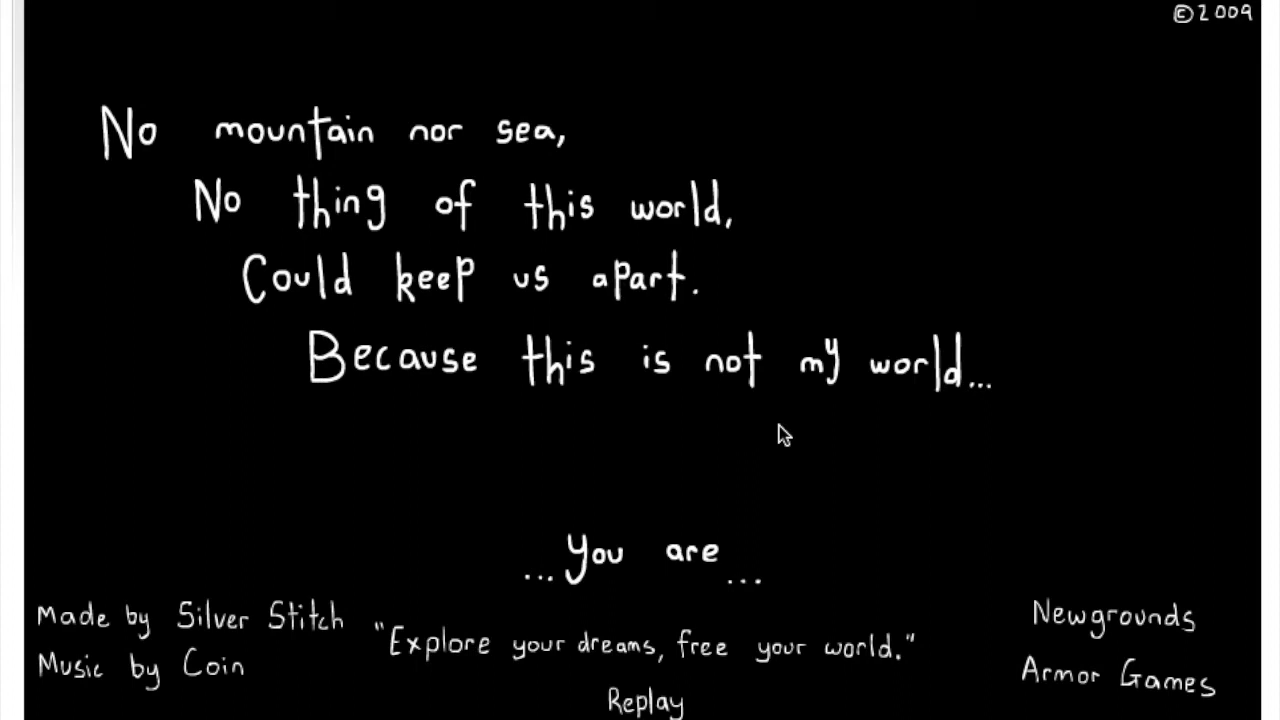 ©2009
No mountain nor sea,
No thing of this world,
Could keep us apart.
Because this is not my world...
...You are...
Made by Silver Stitch
Music by Coin
"Explore your dreams, free your world."
Replay
Newgrounds
Armor Games